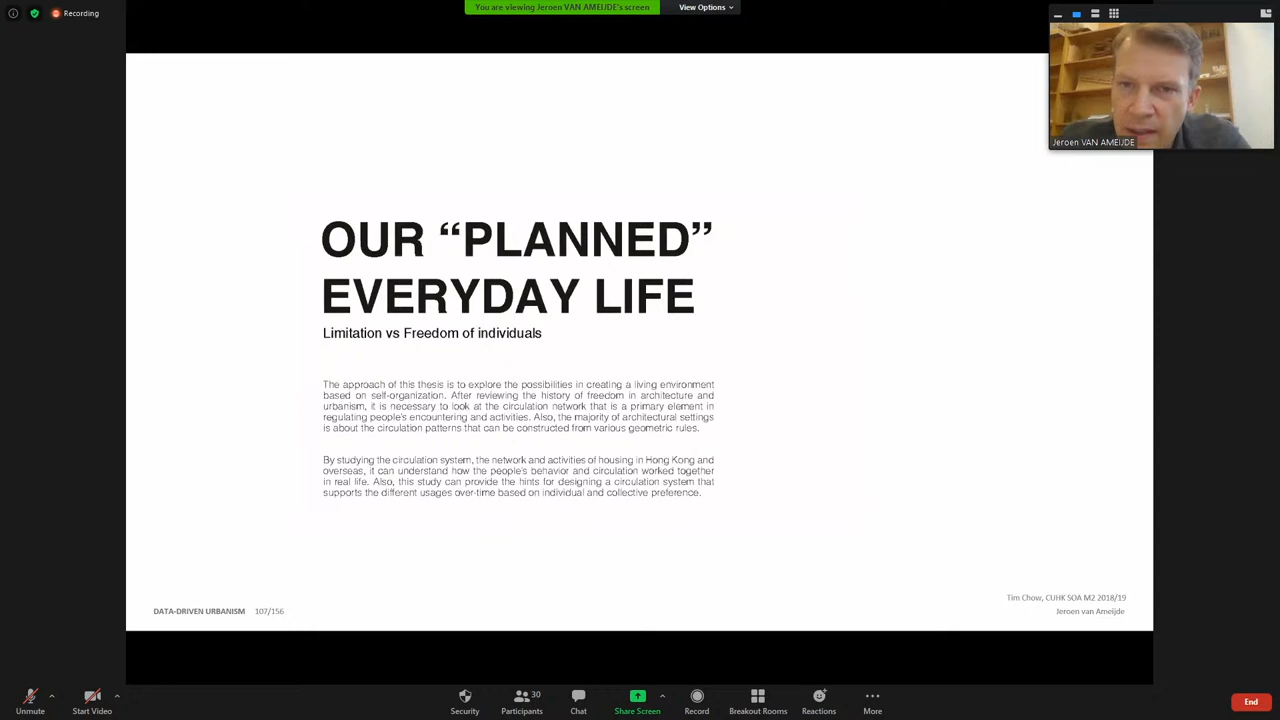 Recording
You are viewing Jeroen VAN AMEIJDE's screen
View Options
Jeroen VAN AMEIJDE
OUR “PLANNED”
EVERYDAY LIFE
Limitation vs Freedom of individuals
The approach of this thesis is to explore the possibilities in creating a living environment
based on self-organization. After reviewing the history of freedom in architecture and
urbanism, it is necessary to look at the circulation network that is a primary element in
regulating people's encountering and activities. Also, the majority of architectural settings
is about the circulation patterns that can be constructed from various geometric rules.
By studying the circulation system, the network and activities of housing in Hong Kong and
overseas, it can understand how the people's behavior and circulation worked together
in real life. Also, this study can provide the hints for designing a circulation system that
supports the different usages over-time based on individual and collective preference.
Tim Chow, CUHK SOA M2 2018/19
DATA-DRIVEN URBANISM 107/156
Jeroen van Ameijde
Unmute
Start Video
Security
30
Participants
Chat
Share Screen
Record
Breakout Rooms
Reactions
More
End